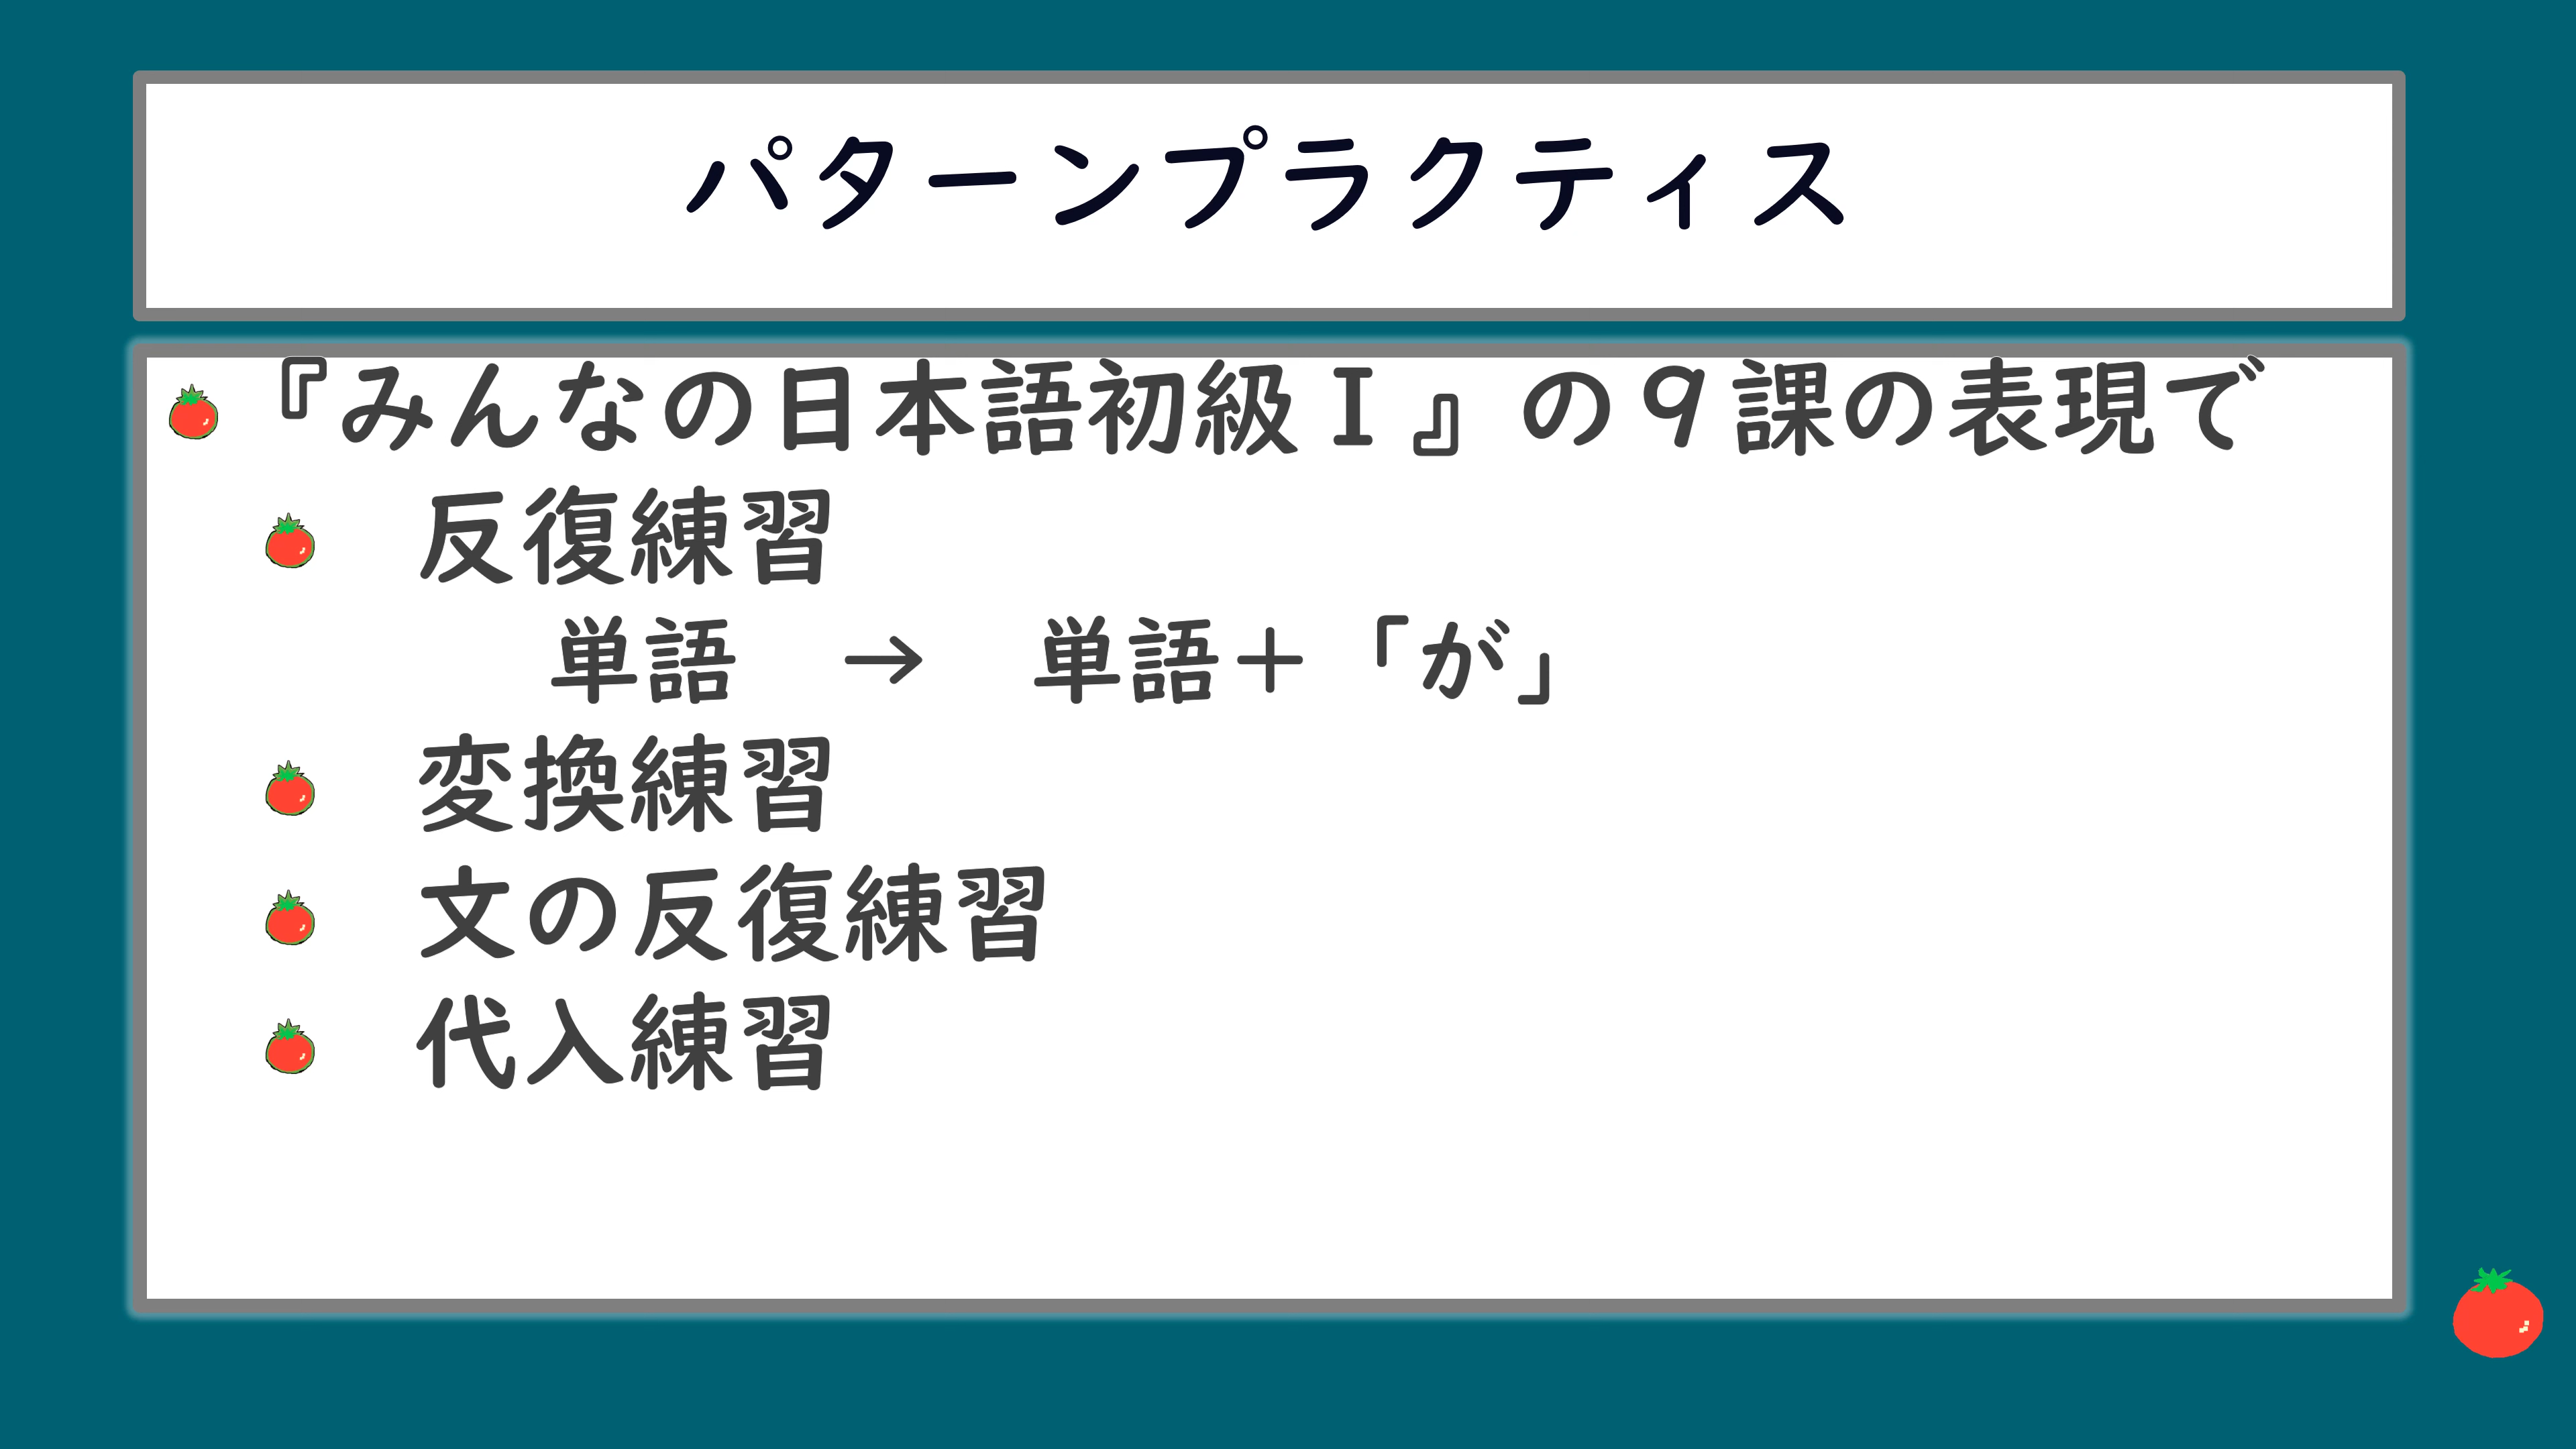 パターンプラクティス
『みんなの日本語初級Ⅰ』の９課の表現で
反復練習
単語　→　単語＋「が」
変換練習
文の反復練習
代入練習